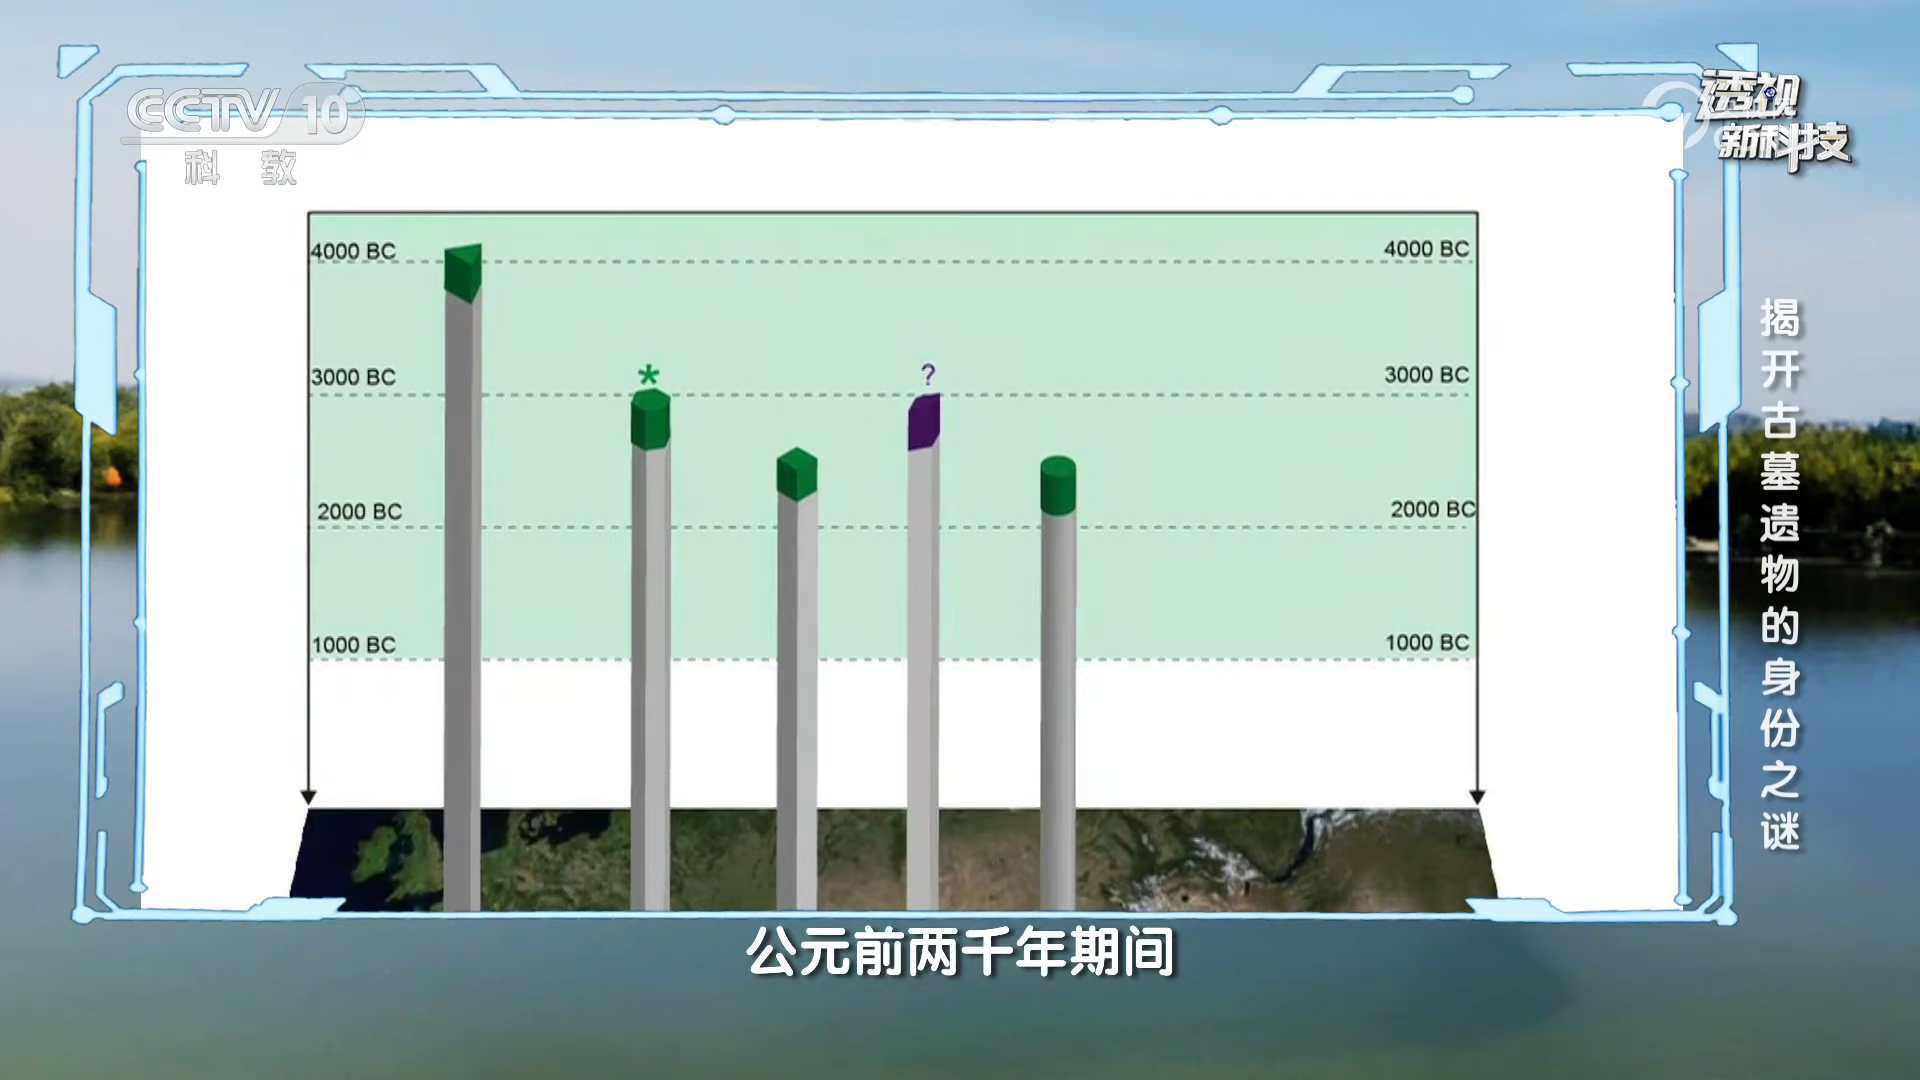 CCTV 10
科 教
透视
新科技
4000 BC
4000 BC
*
?
3000 BC
3000 BC
2000 BC
2000 BC
1000 BC
1000 BC
揭开古墓遗物的身份之谜
公元前两千年期间